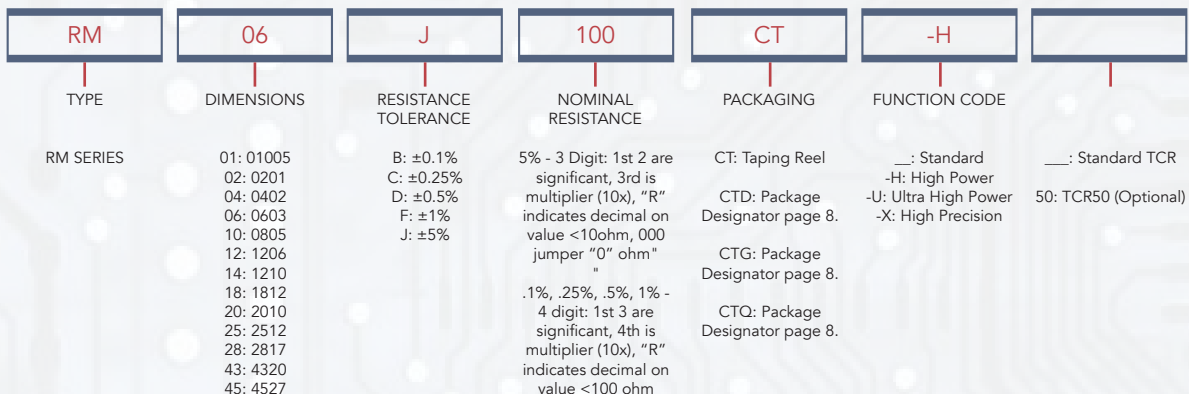 RM 06 J 100 CT -H
TYPE
DIMENSIONS
RESISTANCE
TOLERANCE
NOMINAL
RESISTANCE
PACKAGING
FUNCTION CODE
RM SERIES
01: 01005
02: 0201
04: 0402
06: 0603
10: 0805
12: 1206
14: 1210
18: 1812
20: 2010
25: 2512
28: 2817
43: 4320
45: 4527
B: ±0.1%
C: ±0.25%
D: ±0.5%
F: ±1%
J: ±5%
5% - 3 Digit: 1st 2 are
significant, 3rd is
multiplier (10x), “R”
indicates decimal on
value <10ohm, 000
jumper “0” ohm"
"
.1%, .25%, .5%, 1% -
4 digit: 1st 3 are
significant, 4th is
multiplier (10x), “R”
indicates decimal on
value <100 ohm
CT: Taping Reel
CTD: Package
Designator page 8.
CTG: Package
Designator page 8.
CTQ: Package
Designator page 8.
__: Standard
-H: High Power
-U: Ultra High Power
-X: High Precision
___: Standard TCR
50: TCR50 (Optional)